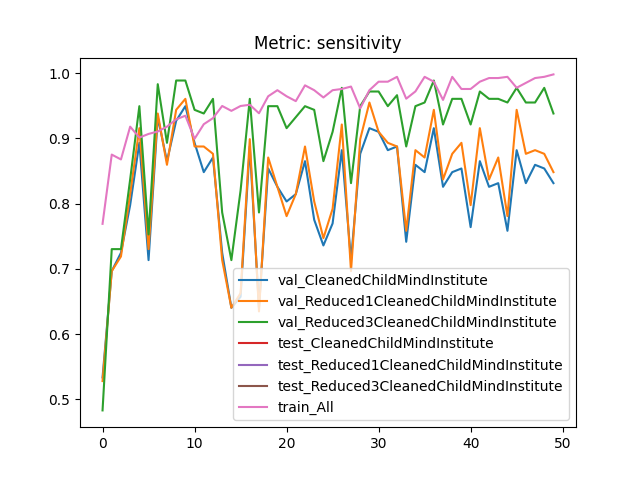 Metric: sensitivity
1.0
0.9
0.8
0.7
0.6
0.5
0
10
20
30
40
50
val_CleanedChildMindInstitute
val_Reduced1CleanedChildMindInstitute
val_Reduced3CleanedChildMindInstitute
test_CleanedChildMindInstitute
test_Reduced1CleanedChildMindInstitute
test_Reduced3CleanedChildMindInstitute
train_All